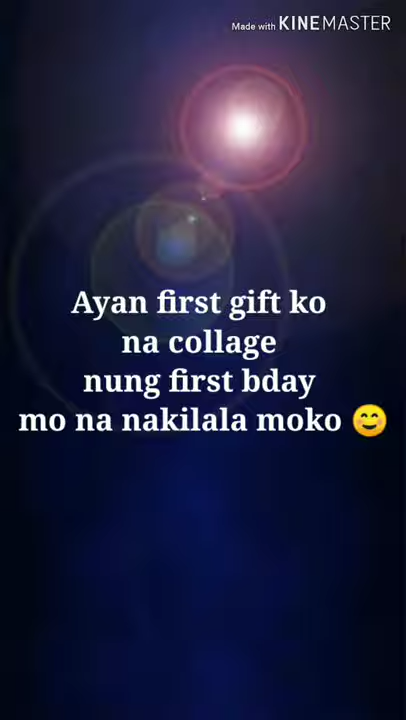 Made with KINEMASTER
Ayan first gift ko
na collage
nung first bday
mo na nakilala moko 😊